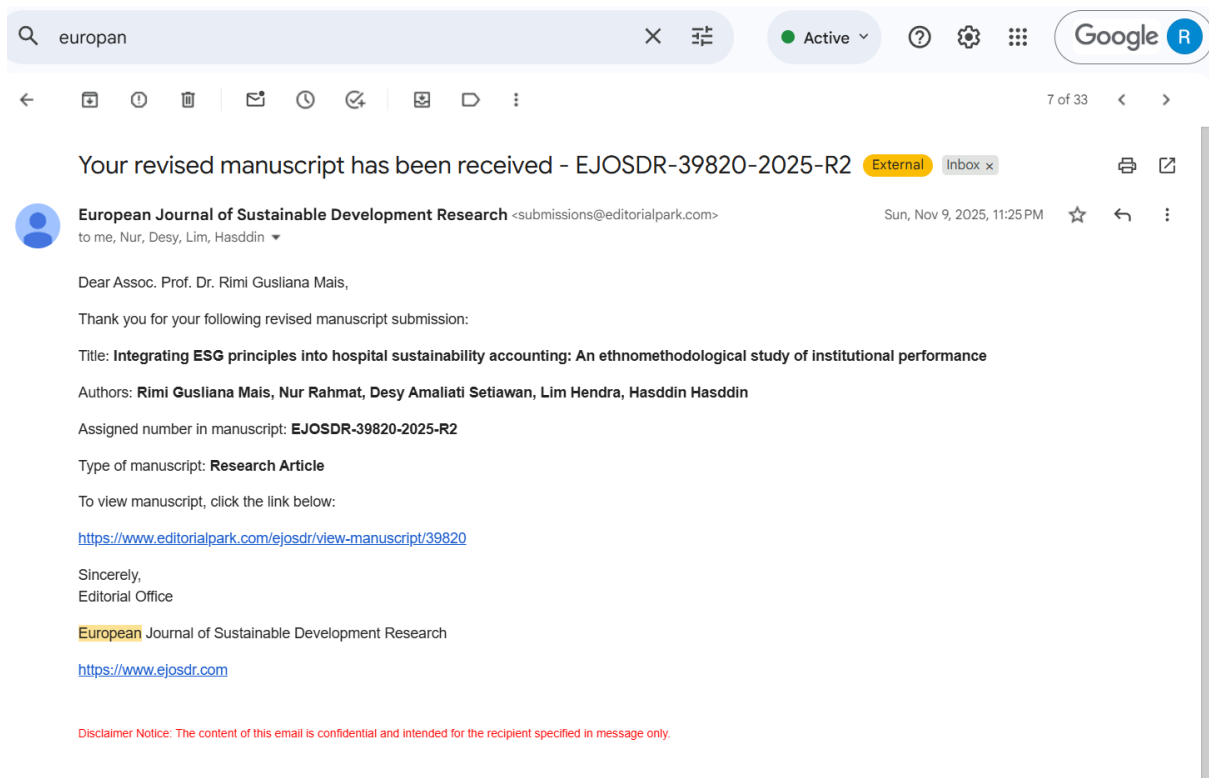 europan
Active
Google R
7 of 33
Your revised manuscript has been received - EJOSDR-39820-2025-R2 External Inbox x
European Journal of Sustainable Development Research <submissions@editorialpark.com> Sun, Nov 9, 2025, 11:25 PM
to me, Nur, Desy, Lim, Hasddin
Dear Assoc. Prof. Dr. Rimi Gusliana Mais,
Thank you for your following revised manuscript submission:
Title: Integrating ESG principles into hospital sustainability accounting: An ethnomethodological study of institutional performance
Authors: Rimi Gusliana Mais, Nur Rahmat, Desy Amaliati Setiawan, Lim Hendra, Hasddin Hasddin
Assigned number in manuscript: EJOSDR-39820-2025-R2
Type of manuscript: Research Article
To view manuscript, click the link below:
https://www.editorialpark.com/ejosdr/view-manuscript/39820
Sincerely,
Editorial Office
European Journal of Sustainable Development Research
https://www.ejosdr.com
Disclaimer Notice: The content of this email is confidential and intended for the recipient specified in message only.